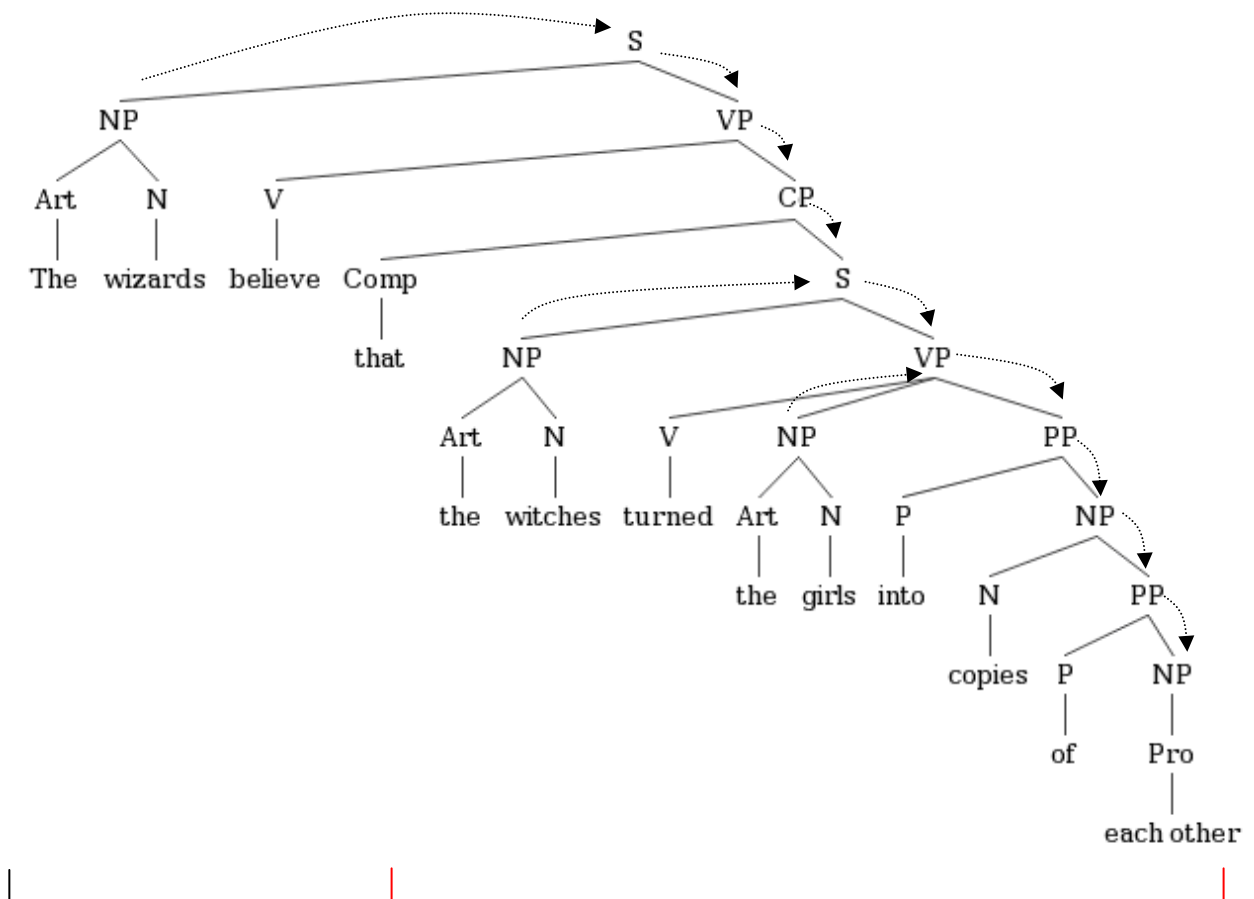 S
NP VP
Art N V CP
The wizards believe Comp S
that NP VP
Art N V NP PP
the witches turned Art N P NP
the girls into N PP
copies P NP
of Pro
each other